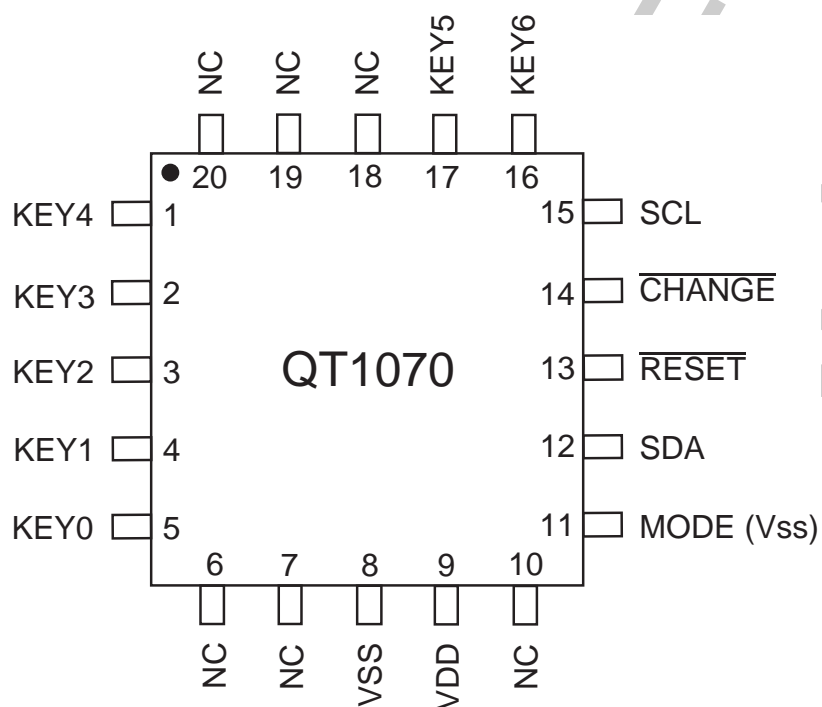 NC
NC
NC
KEY5
KEY6
20
19
18
17
16
KEY4
1
15
SCL
KEY3
2
14
CHANGE
KEY2
3
QT1070
13
RESET
KEY1
4
12
SDA
KEY0
5
11
MODE (Vss)
6
7
8
9
10
NC
NC
VSS
VDD
NC